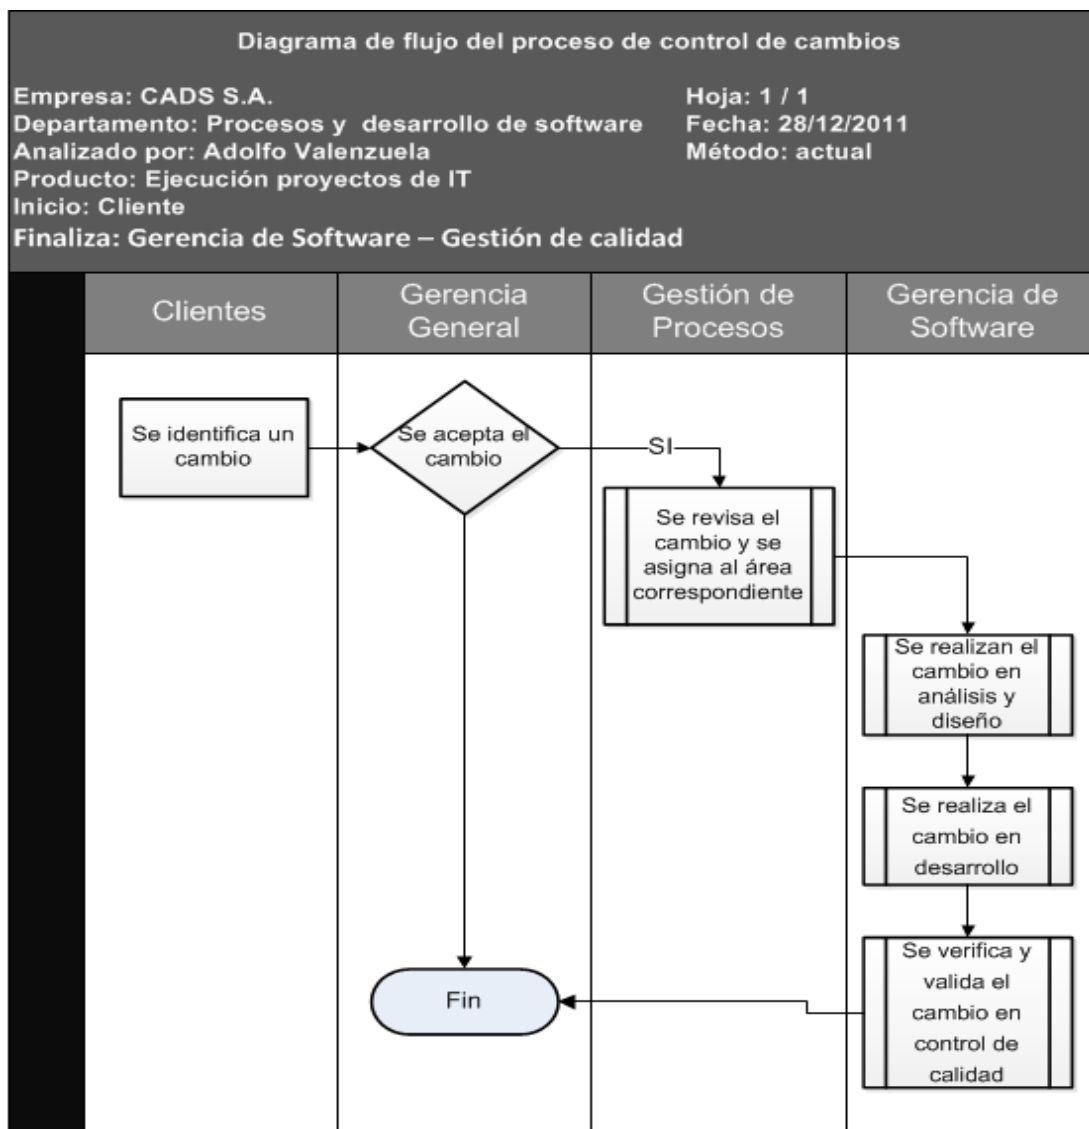 Diagrama de flujo del proceso de control de cambios
Empresa: CADS S.A.
Hoja: 1 / 1
Departamento: Procesos y desarrollo de software
Fecha: 28/12/2011
Analizado por: Adolfo Valenzuela
Método: actual
Producto: Ejecución proyectos de IT
Inicio: Cliente
Finaliza: Gerencia de Software – Gestión de calidad
Clientes
Gerencia
General
Gestión de
Procesos
Gerencia de
Software
Se identifica un
cambio
Se acepta el
cambio
SI
Se revisa el
cambio y se
asigna al área
correspondiente
Se realizan el
cambio en
análisis y
diseño
Se realiza el
cambio en
desarrollo
Se verifica y
valida el
cambio en
control de
calidad
Fin